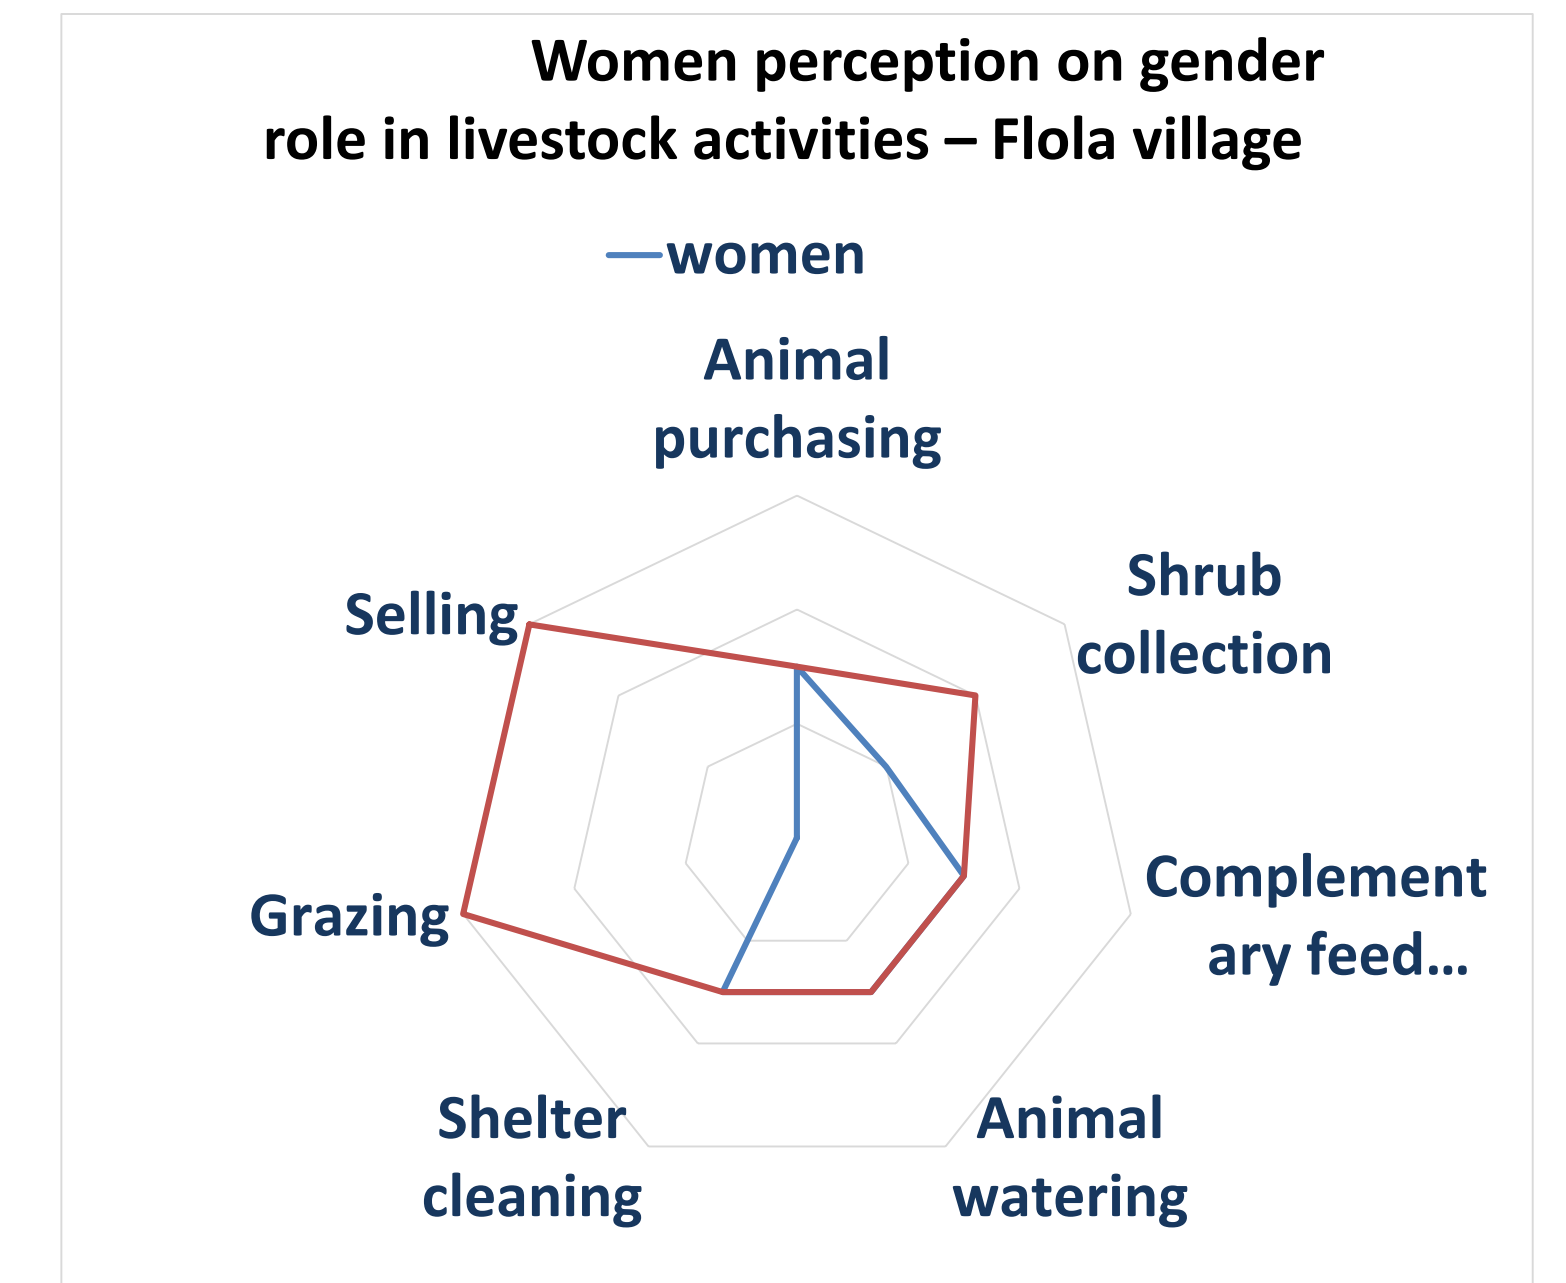 Women perception on gender
role in livestock activities – Flola village
women
Animal
purchasing
Shrub
collection
Selling
Complement
ary feed...
Grazing
Shelter
cleaning
Animal
watering